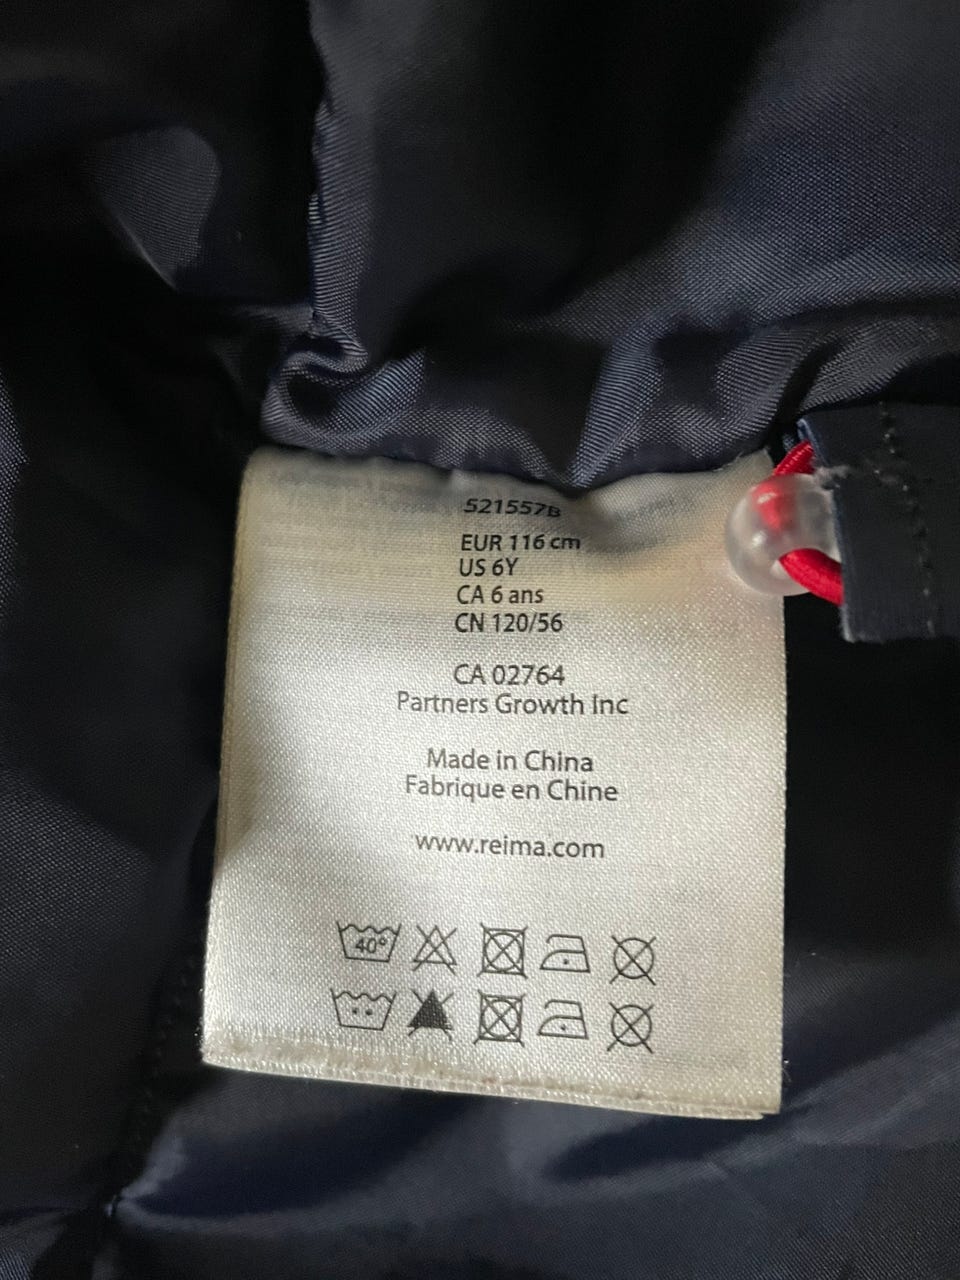 521557B
EUR 116 cm
US 6Y
CA 6 ans
CN 120/56
CA 02764
Partners Growth Inc
Made in China
Fabrique en Chine
www.reima.com
40°